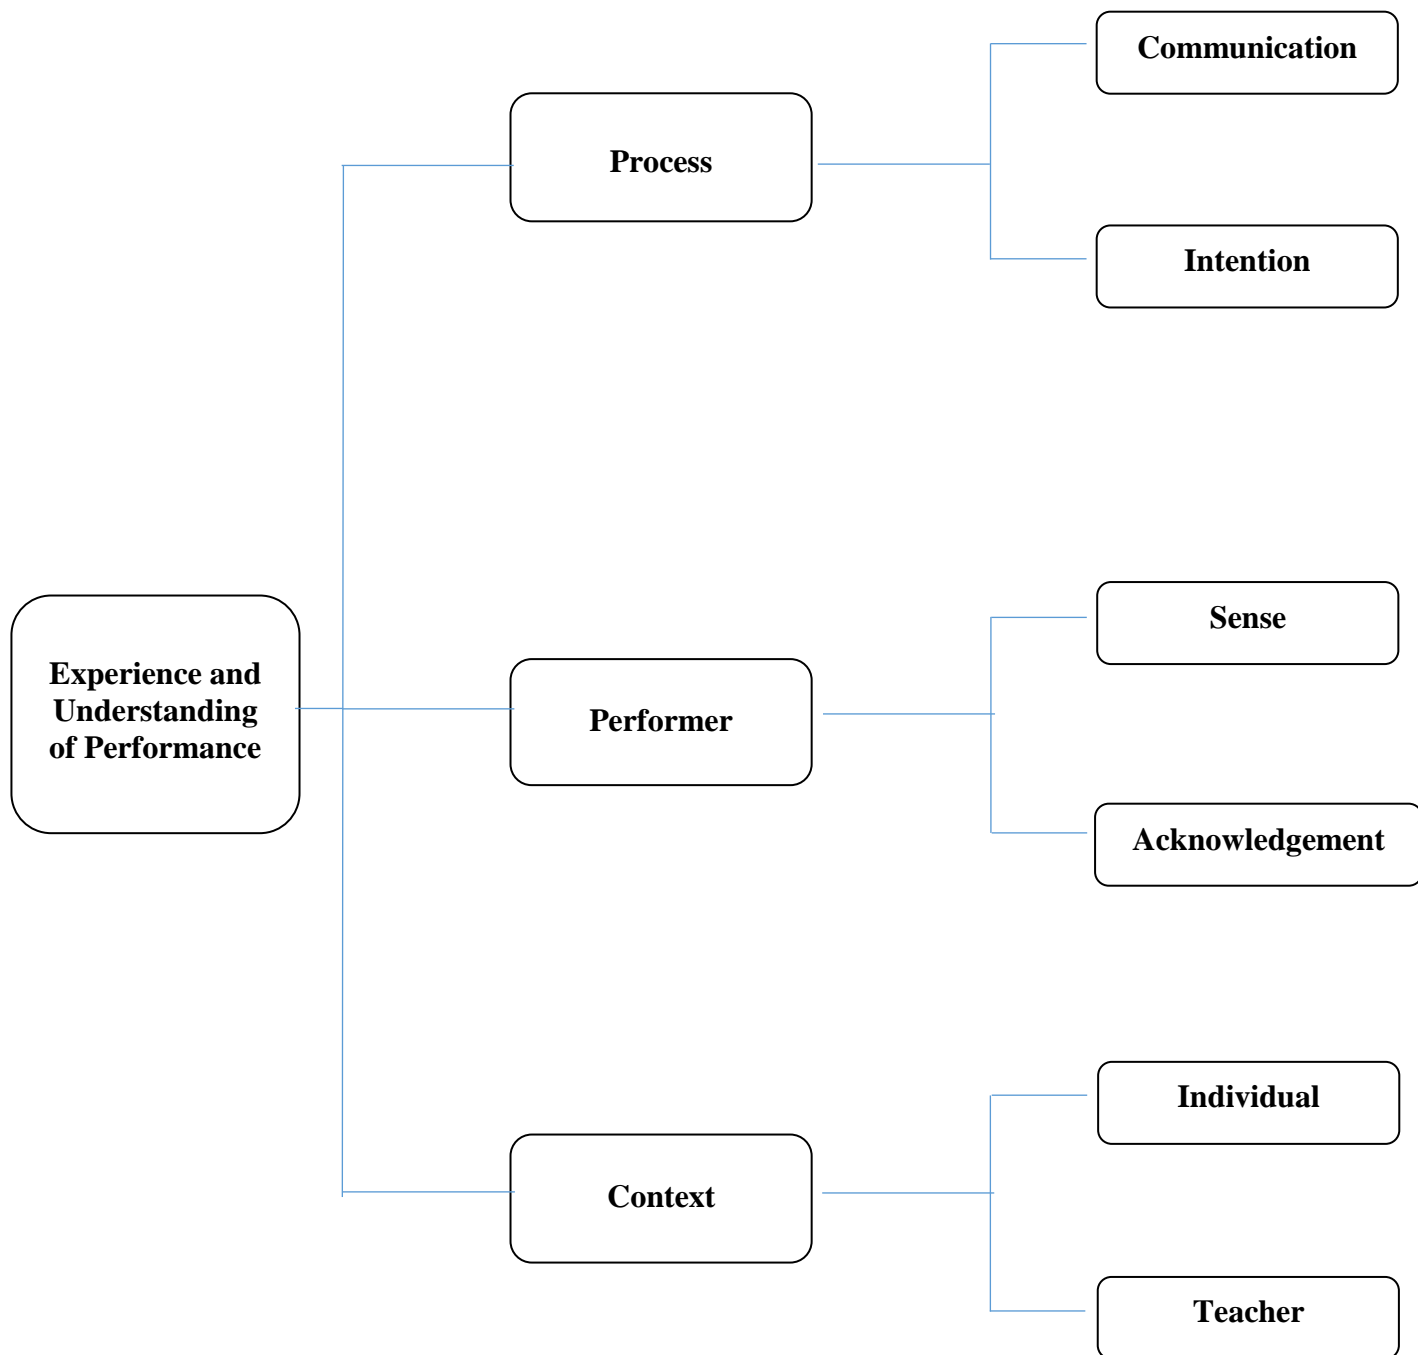 Communication
Process
Intention
Sense
Experience and
Understanding
of Performance
Performer
Acknowledgement
Individual
Context
Teacher